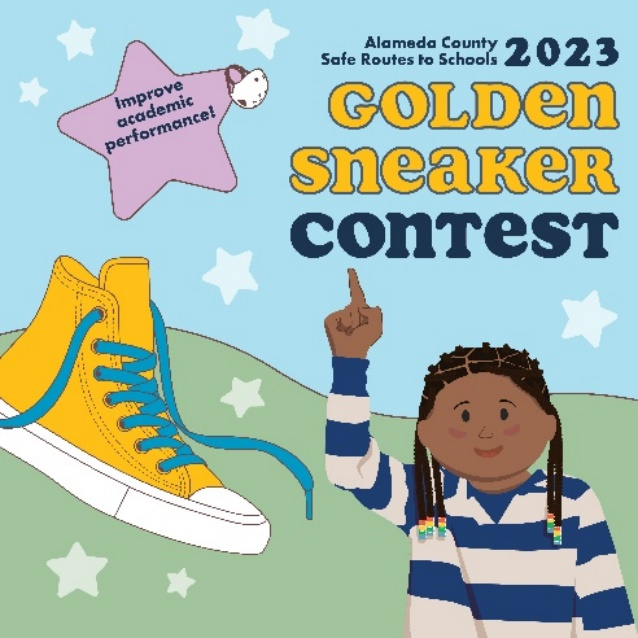 Improve
academic
performance!
Alameda County
Safe Routes to Schools 2023
GOLDen
SneaKeR
ConTesT